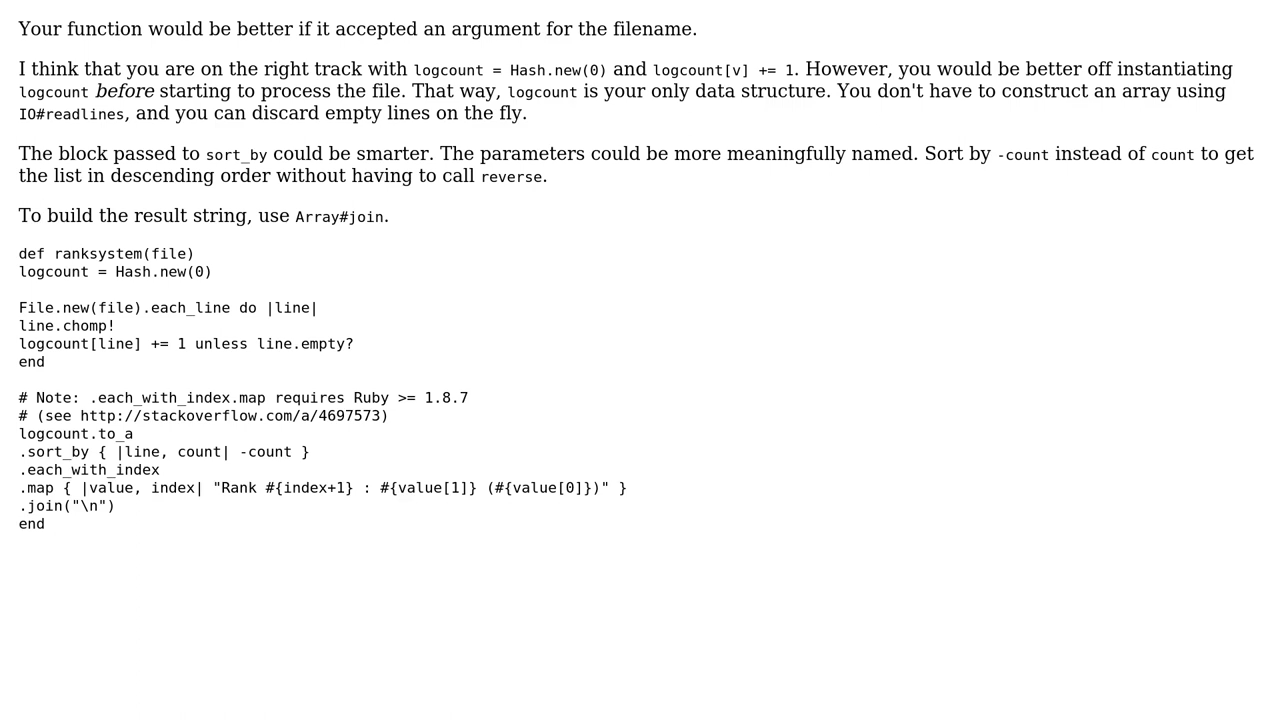 Your function would be better if it accepted an argument for the filename.
I think that you are on the right track with logcount = Hash.new(0) and logcount[v] += 1. However, you would be better off instantiating
logcount before starting to process the file. That way, logcount is your only data structure. You don't have to construct an array using
IO#readlines, and you can discard empty lines on the fly.
The block passed to sort_by could be smarter. The parameters could be more meaningfully named. Sort by -count instead of count to get
the list in descending order without having to call reverse.
To build the result string, use Array#join.
def ranksystem(file)
logcount = Hash.new(0)
File.new(file).each_line do |line|
line.chomp!
logcount[line] += 1 unless line.empty?
end
# Note: .each_with_index.map requires Ruby >= 1.8.7
# (see http://stackoverflow.com/a/4697573)
logcount.to_a
.sort_by { |line, count| -count }
.each_with_index
.map { |value, index| "Rank #{index+1} : #{value[1]} (#{value[0]})" }
.join("\n")
end